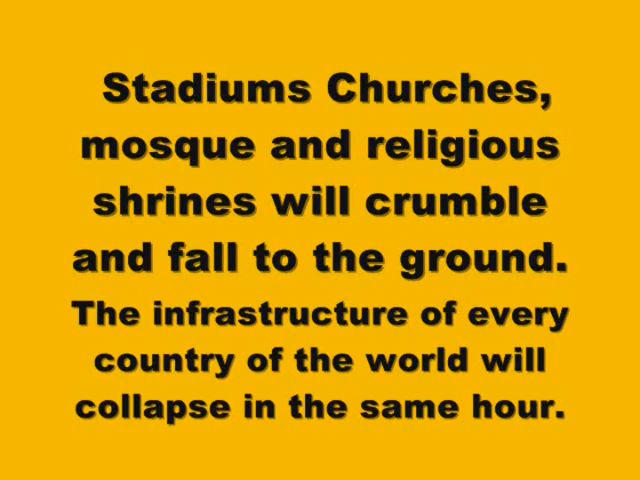 Stadiums Churches,
mosque and religious
shrines will crumble
and fall to the ground.
The infrastructure of every
country of the world will
collapse in the same hour.